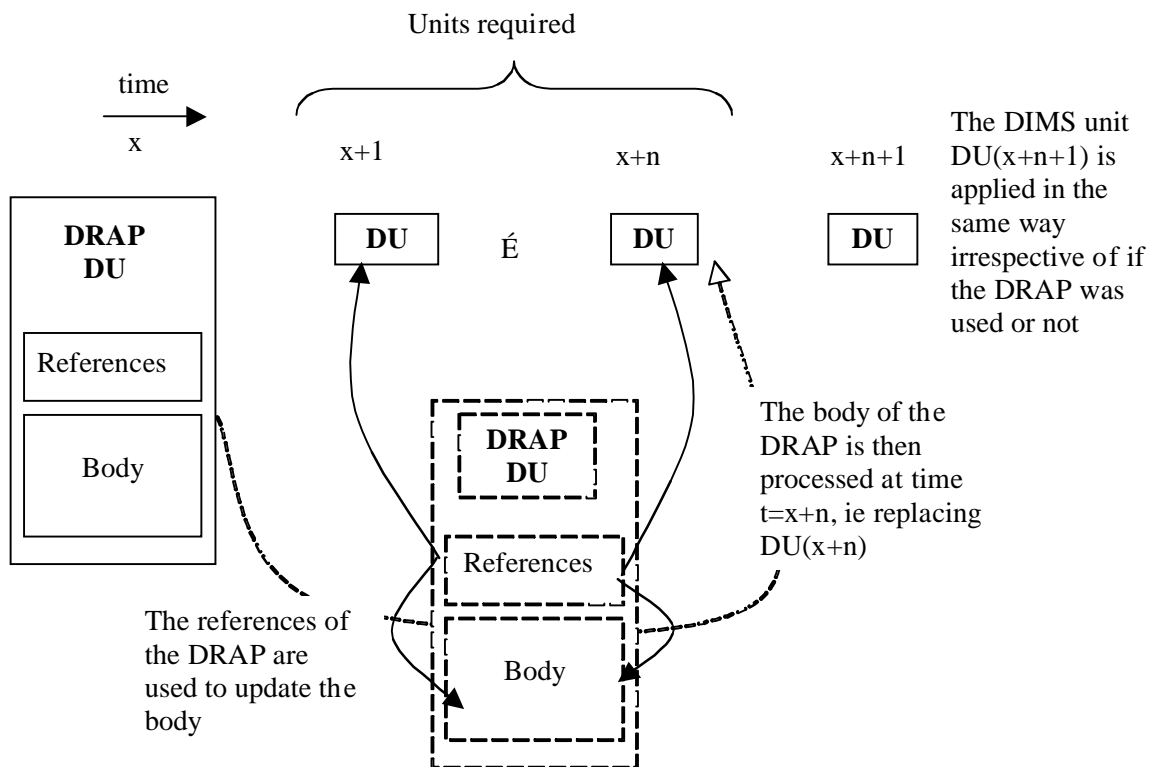 Units required
time
x
x+1
x+n
x+n+1
The DIMS unit
DU(x+n+1) is
applied in the
same way
irrespective of if
the DRAP was
used or not
DRAP
DU
References
Body
DU
É
DU
DU
DRAP
DU
References
Body
The body of the
DRAP is then
processed at time
t=x+n, ie replacing
DU(x+n)
The references of
the DRAP are
used to update the
body